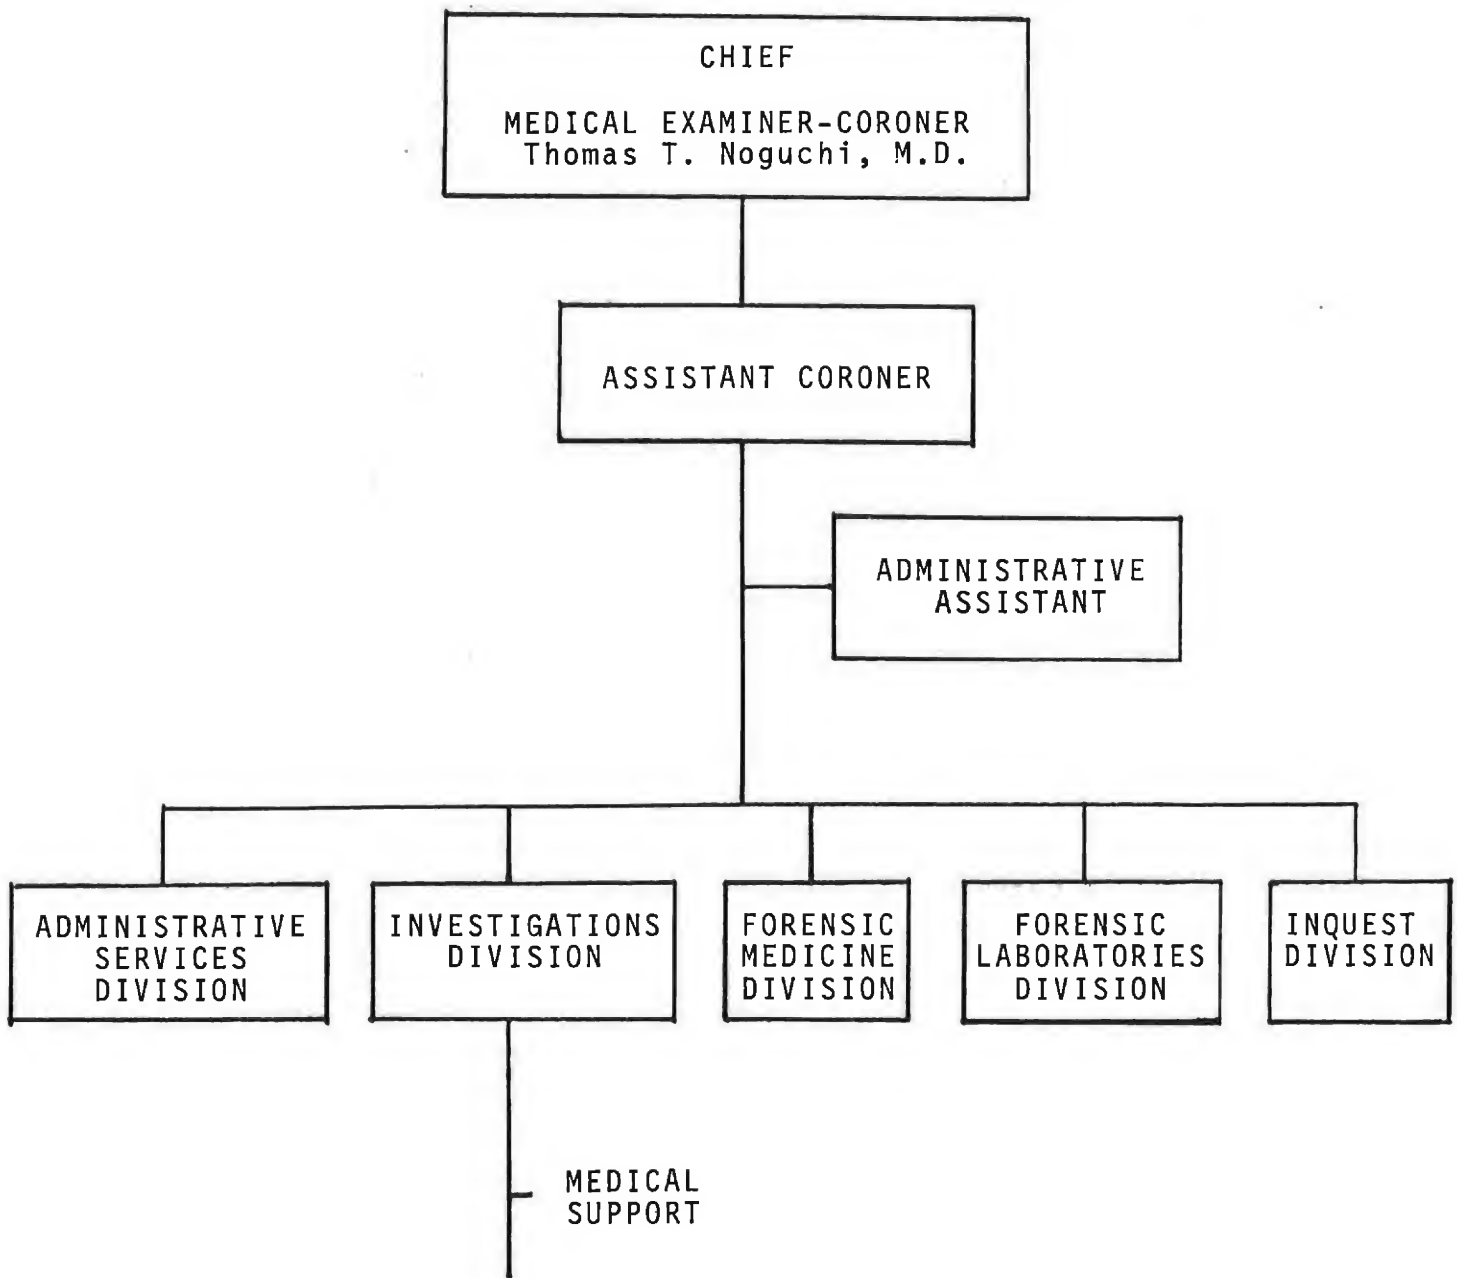 CHIEF
MEDICAL EXAMINER-CORONER
Thomas T. Noguchi, M.D.
ASSISTANT CORONER
ADMINISTRATIVE
ASSISTANT
ADMINISTRATIVE
SERVICES
DIVISION
INVESTIGATIONS
DIVISION
FORENSIC
MEDICINE
DIVISION
FORENSIC
LABORATORIES
DIVISION
INQUEST
DIVISION
MEDICAL
SUPPORT